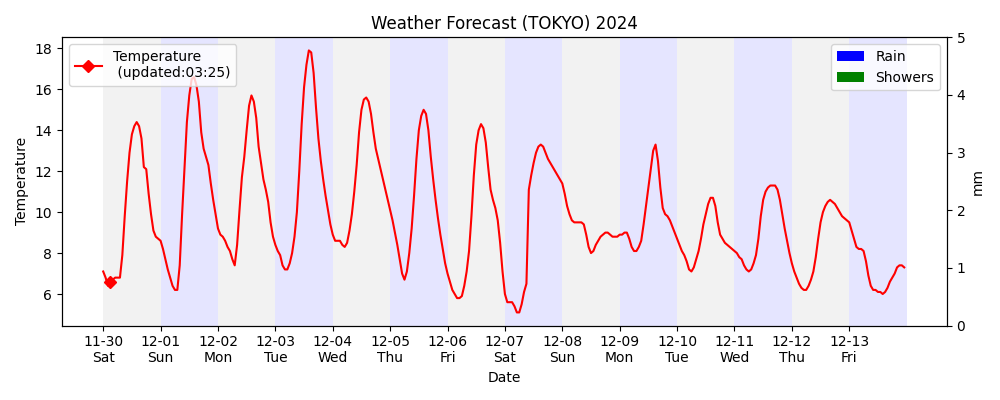 Weather Forecast (TOKYO) 2024
Temperature
(updated:03:25)
Rain
Showers
18
16
14
12
10
8
6
Temperature
5
4
3
2
1
0
mm
11-30 12-01 12-02 12-03 12-04 12-05 12-06 12-07 12-08 12-09 12-10 12-11 12-12 12-13
Sat Sun Mon Tue Wed Thu Fri Sat Sun Mon Tue Wed Thu Fri
Date